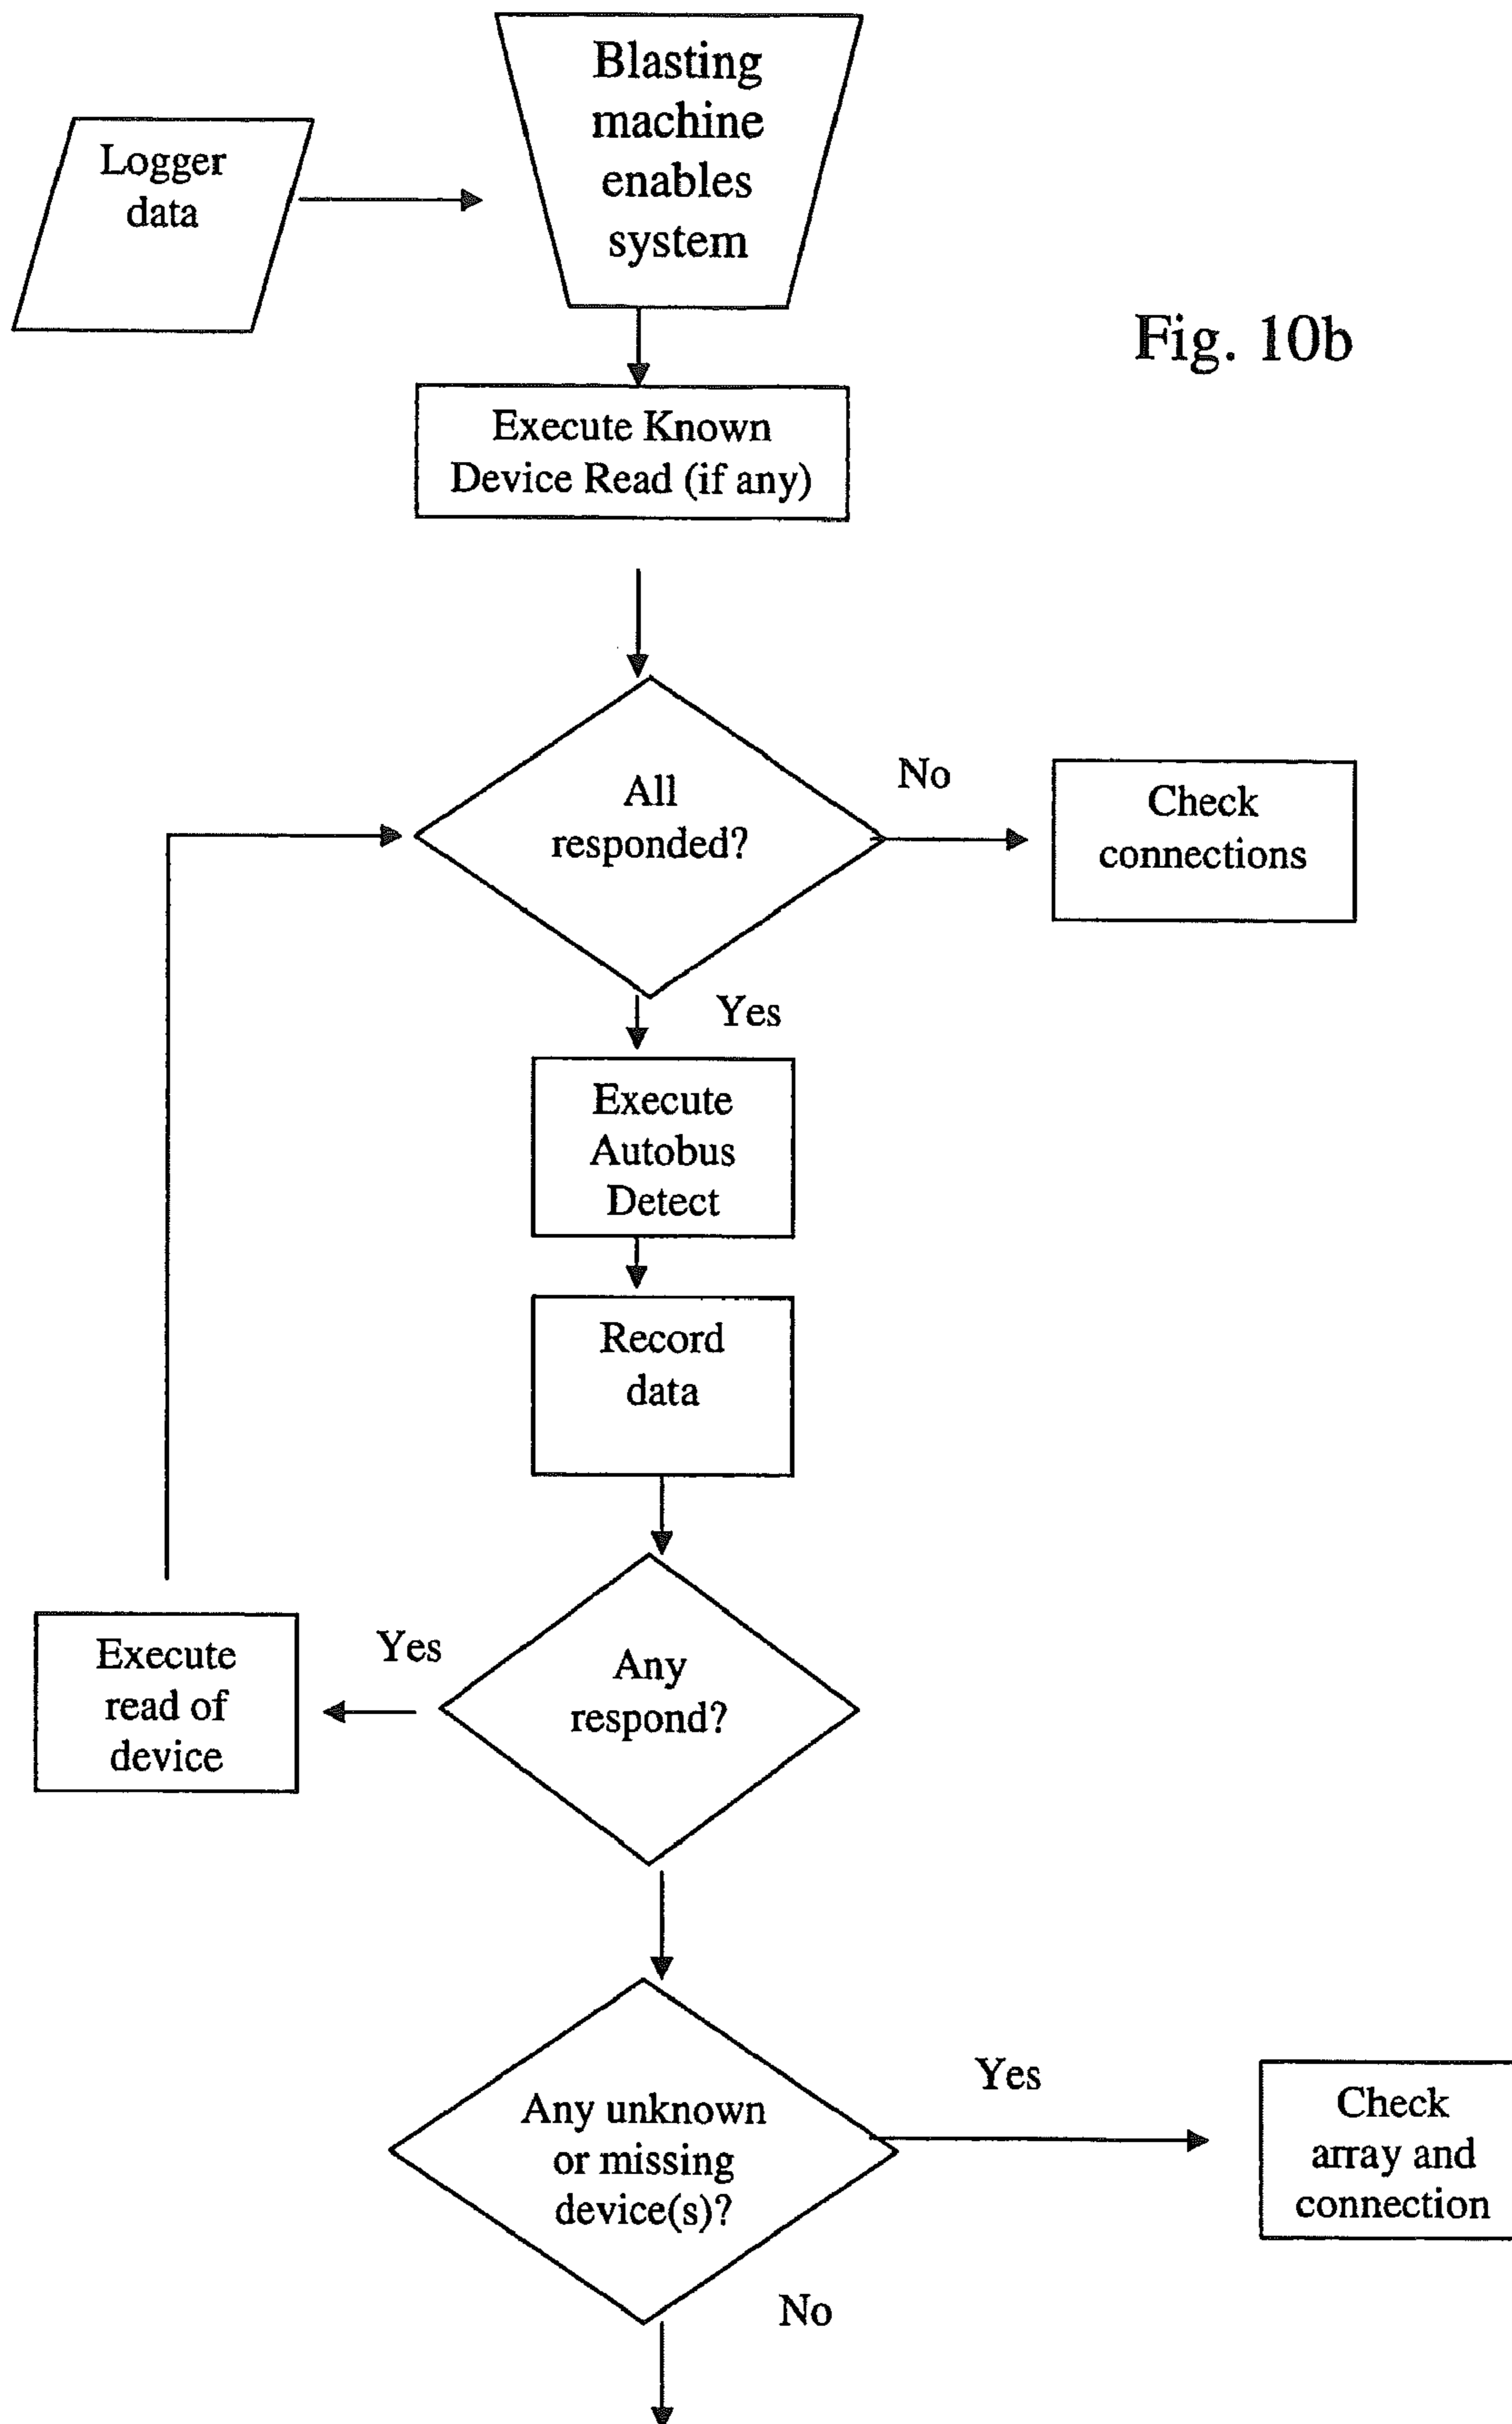 Blasting
machine
enables
system
Logger
data
Fig. 10b
Execute Known
Device Read (if any)
All
responded?
No
Check
connections
Yes
Execute
Autobus
Detect
Record
data
Any
respond?
Yes
Execute
read of
device
Any unknown
or missing
device(s)?
Yes
Check
array and
connection
No